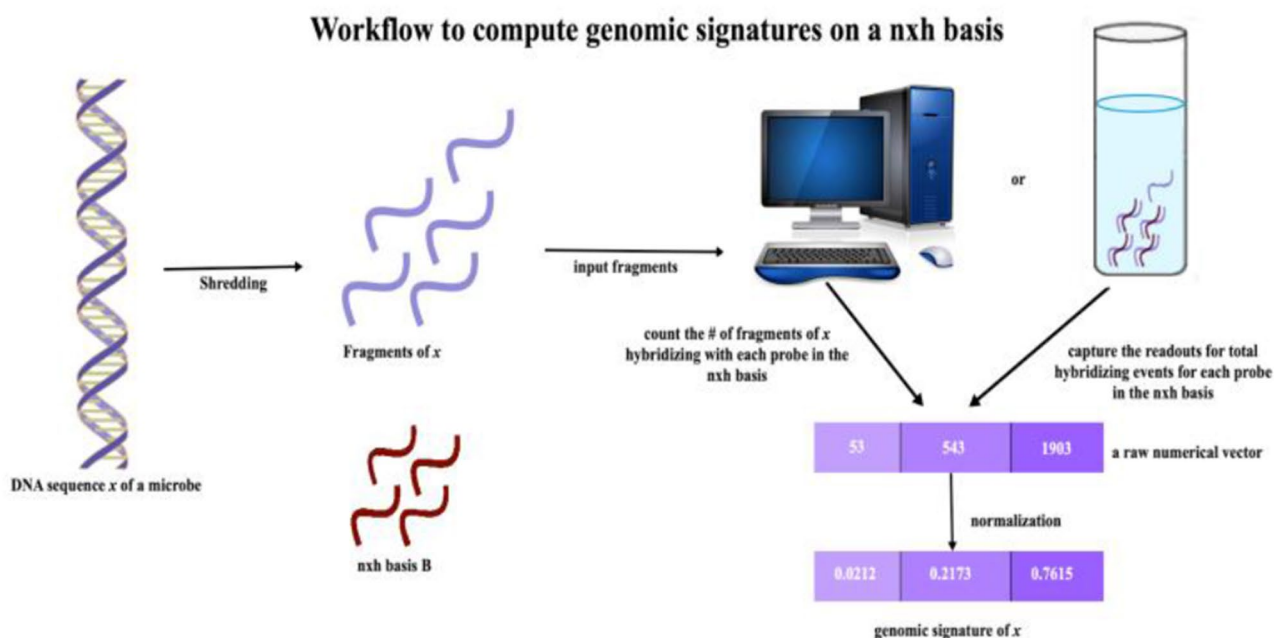 Workflow to compute genomic signatures on a nxh basis
or
Shredding
input fragments
Fragments of x
count the # of fragments of x
hybridizing with each probe in the
nxh basis
capture the readouts for total
hybridizing events for each probe
in the nxh basis
53 543 1903
a raw numerical vector
DNA sequence x of a microbe
normalization
nxh basis B
0.0212 0.2173 0.7615
genomic signature of x